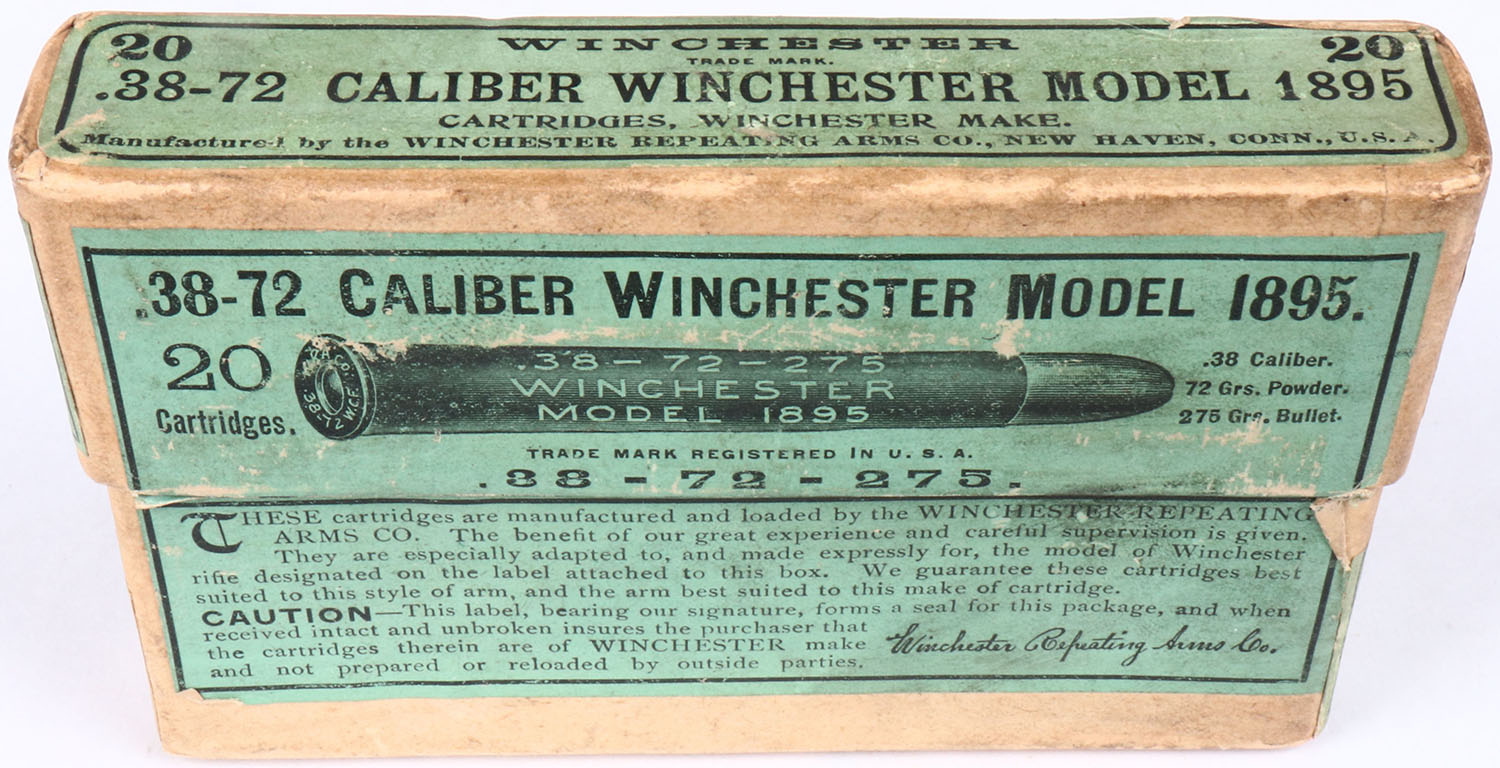 20 WINCHESTER 20
TRADE MARK.
.38-72 CALIBER WINCHESTER MODEL 1895
CARTRIDGES, WINCHESTER MAKE.
Manufactured by the WINCHESTER REPEATING ARMS CO., NEW HAVEN, CONN., U.S.A.
.38-72 CALIBER WINCHESTER MODEL 1895.
20
Cartridges.
W.R.A.CO.
.38-72 W.C.F.
.38-72-275
WINCHESTER
MODEL 1895
.38 Caliber.
72 Grs. Powder.
275 Grs. Bullet.
TRADE MARK REGISTERED IN U.S.A.
.38-72-275.
THESE cartridges are manufactured and loaded by the WINCHESTER REPEATING
ARMS CO. The benefit of our great experience and careful supervision is given.
They are especially adapted to, and made expressly for, the model of Winchester
rifle designated on the label attached to this box. We guarantee these cartridges best
suited to this style of arm, and the arm best suited to this make of cartridge.
CAUTION—This label, bearing our signature, forms a seal for this package, and when
received intact and unbroken insures the purchaser that
the cartridges therein are of WINCHESTER make
and not prepared or reloaded by outside parties.
Winchester Repeating Arms Co.